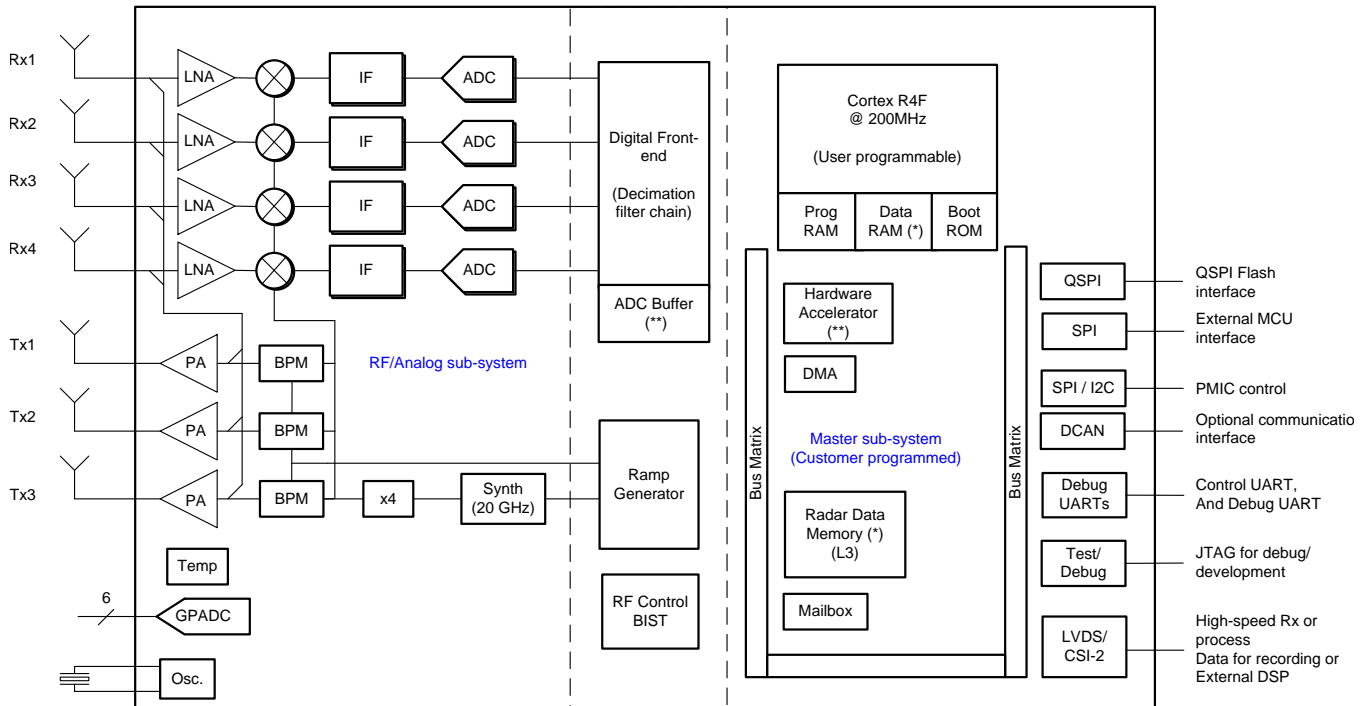 Rx1
LNA
IF
ADC
Rx2
LNA
IF
ADC
Rx3
LNA
IF
ADC
Rx4
LNA
IF
ADC
Tx1
PA
BPM
Tx2
PA
BPM
Tx3
PA
BPM
x4
Synth
(20 GHz)
RF/Analog sub-system
Temp
6
GPADC
Osc.
Digital Front-
end
(Decimation
filter chain)
ADC Buffer
(**)
Ramp
Generator
RF Control
BIST
Cortex R4F
@ 200MHz
(User programmable)
Prog
RAM
Data
RAM (*)
Boot
ROM
Bus Matrix
Hardware
Accelerator
(**)
DMA
Master sub-system
(Customer programmed)
Radar Data
Memory (*)
(L3)
Mailbox
Bus Matrix
QSPI
QSPI Flash
interface
SPI
External MCU
interface
SPI / I2C
PMIC control
DCAN
Optional communicatio
interface
Debug
UARTs
Control UART,
And Debug UART
Test/
Debug
JTAG for debug/
development
LVDS/
CSI-2
High-speed Rx or
process
Data for recording or
External DSP